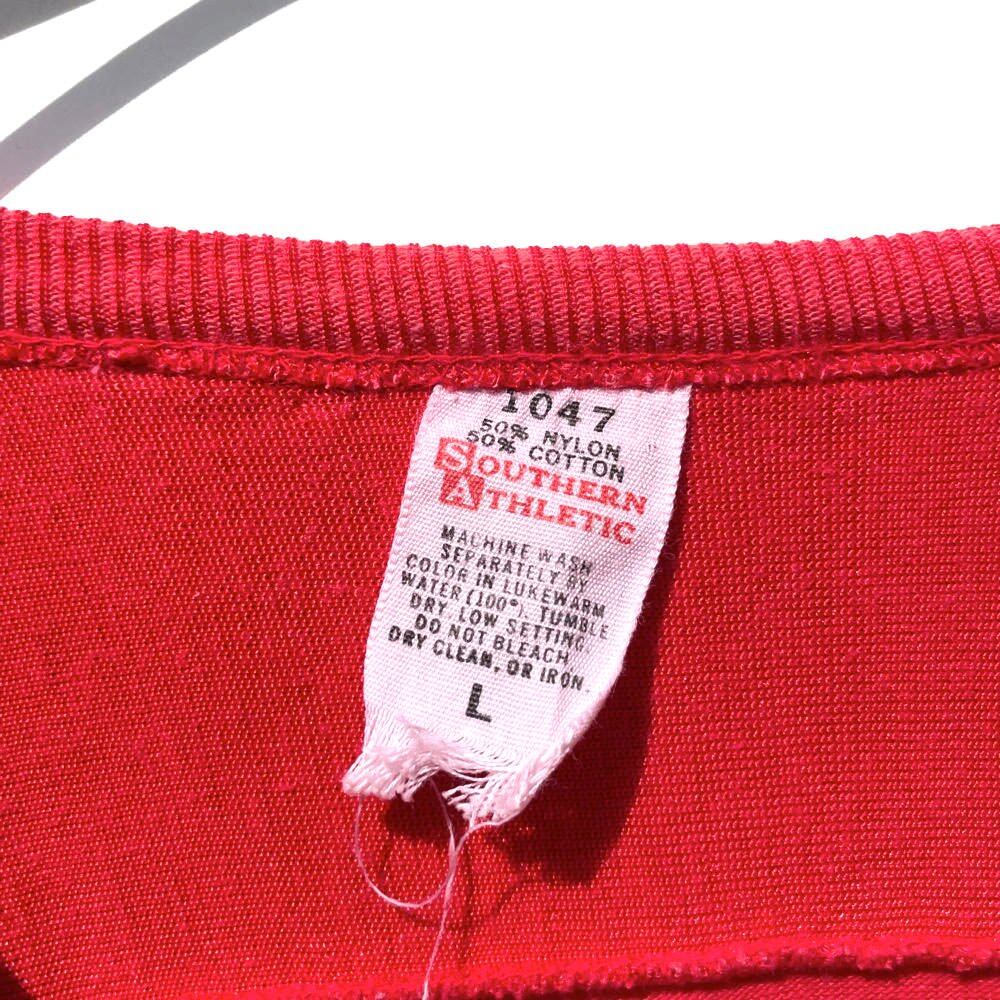 1047
50% NYLON
50% COTTON
SOUTHERN
ATHLETIC
MACHINE WASH
SEPARATELY BY
COLOR IN LUKEWARM
WATER (100°). TUMBLE
DRY LOW SETTING.
DO NOT BLEACH,
DRY CLEAN, OR IRON.
L